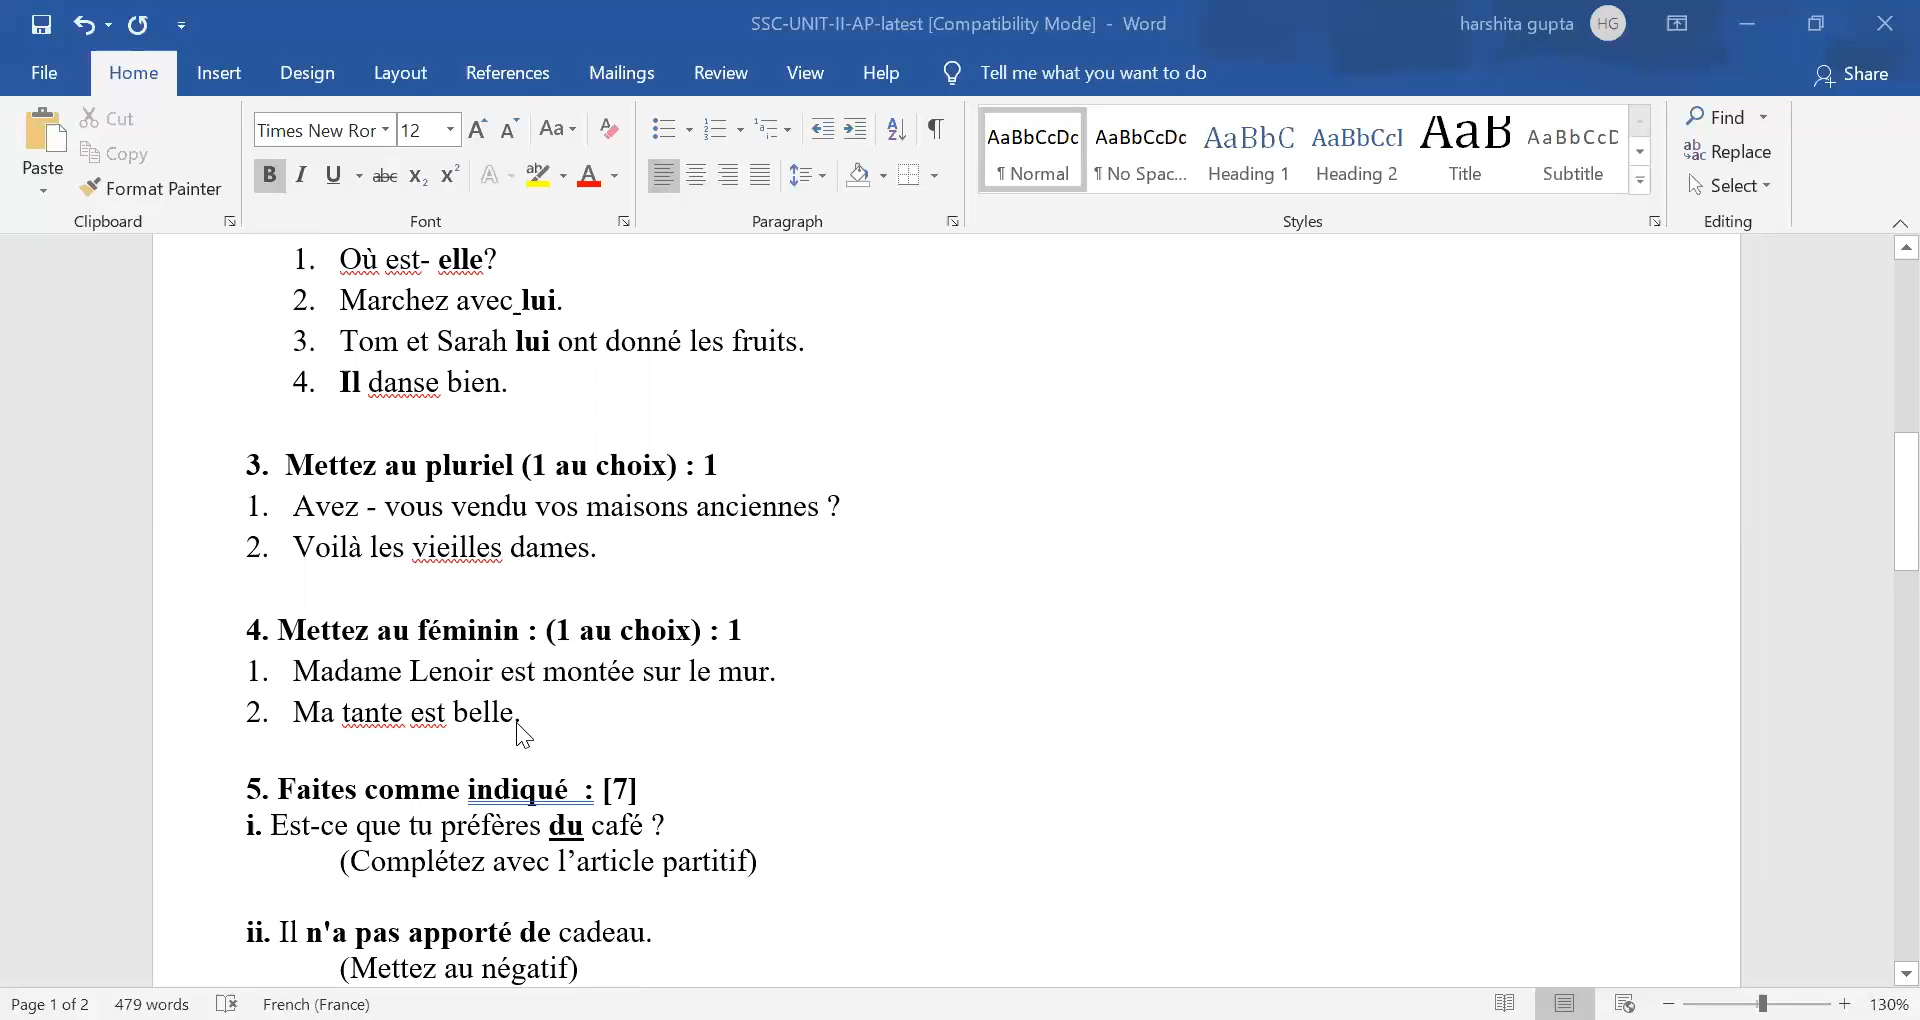 SSC-UNIT-II-AP-latest [Compatibility Mode] - Word
harshita gupta HG
File Home Insert Design Layout References Mailings Review View Help Tell me what you want to do Share
Paste
Cut
Copy
Format Painter
Clipboard
Times New Ror 12
Font
Paragraph
AaBbCcDc AaBbCcDc AaBbC AaBbCcI AaB AaBbCcD
¶ Normal ¶ No Spac... Heading 1 Heading 2 Title Subtitle
Styles
Find
Replace
Select
Editing
1. Où est- elle?
2. Marchez avec lui.
3. Tom et Sarah lui ont donné les fruits.
4. Il danse bien.
3. Mettez au pluriel (1 au choix) : 1
1. Avez - vous vendu vos maisons anciennes ?
2. Voilà les vieilles dames.
4. Mettez au féminin : (1 au choix) : 1
1. Madame Lenoir est montée sur le mur.
2. Ma tante est belle.
5. Faites comme indiqué : [7]
i. Est-ce que tu préfères du café ?
(Complétez avec l’article partitif)
ii. Il n'a pas apporté de cadeau.
(Mettez au négatif)
Page 1 of 2 479 words French (France) 130%